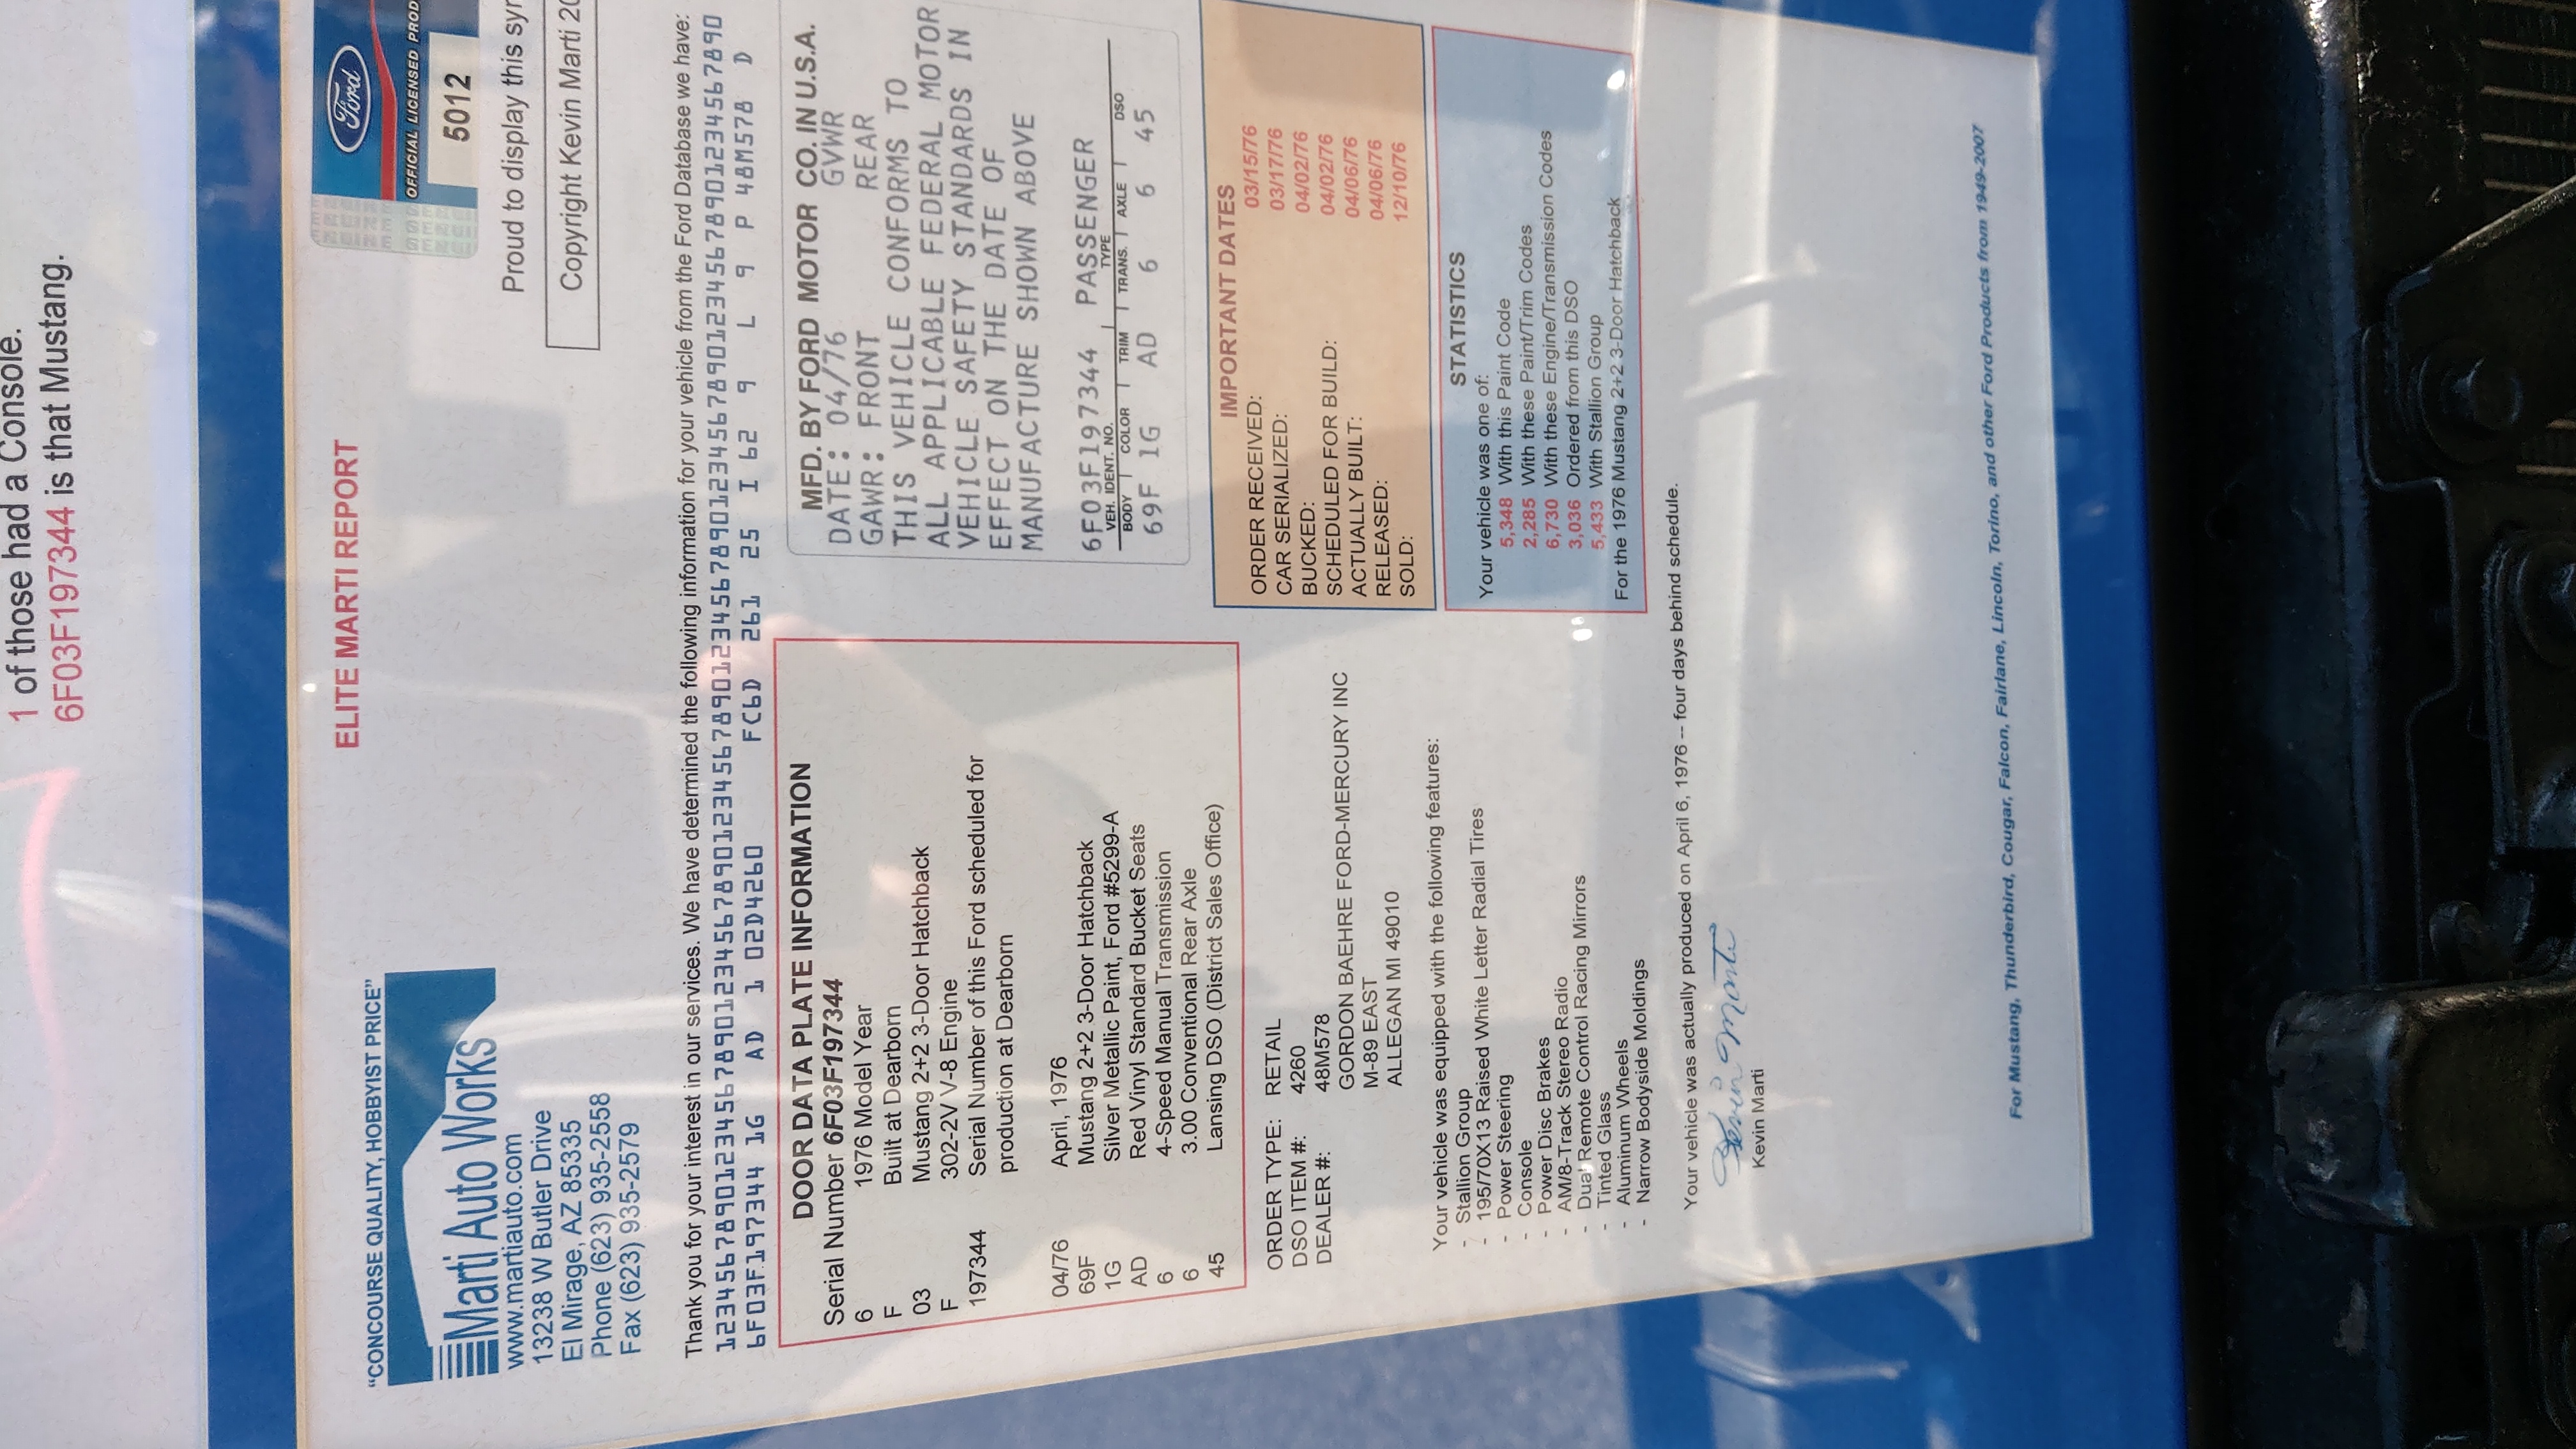 1 of those had a Console.
6F03F197344 is that Mustang.
"CONCOURSE QUALITY, HOBBYIST PRICE"
Marti Auto Works
www.martiauto.com
13238 W Butler Drive
El Mirage, AZ 85335
Phone (623) 935-2558
Fax (623) 935-2579
ELITE MARTI REPORT
Ford
OFFICIAL LICENSED PROD
5012
Proud to display this syr
Copyright Kevin Marti 20
Thank you for your interest in our services. We have determined the following information for your vehicle from the Ford Database we have:
12345678901234567890123456789012345678901234567890123456789012345678901234567890
6F03F197344 1G AD 1 02D4260 FC6D 261 25 I 62 9 L 9 P 48M578 D
DOOR DATA PLATE INFORMATION
Serial Number 6F03F197344
6 1976 Model Year
F Built at Dearborn
03 Mustang 2+2 3-Door Hatchback
F 302-2V V-8 Engine
197344 Serial Number of this Ford scheduled for
production at Dearborn
04/76 April, 1976
69F Mustang 2+2 3-Door Hatchback
1G Silver Metallic Paint, Ford #5299-A
AD Red Vinyl Standard Bucket Seats
6 4-Speed Manual Transmission
6 3.00 Conventional Rear Axle
45 Lansing DSO (District Sales Office)
MFD. BY FORD MOTOR CO. IN U.S.A.
DATE: 04/76 GVWR
GAWR: FRONT REAR
THIS VEHICLE CONFORMS TO
ALL APPLICABLE FEDERAL MOTOR
VEHICLE SAFETY STANDARDS IN
EFFECT ON THE DATE OF
MANUFACTURE SHOWN ABOVE
6F03F197344 PASSENGER
VEH. IDENT. NO. TYPE
BODY COLOR TRIM TRANS. AXLE DSO
69F 1G AD 6 6 45
ORDER TYPE: RETAIL
DSO ITEM #: 4260
DEALER #: 48M578
GORDON BAEHRE FORD-MERCURY INC
M-89 EAST
ALLEGAN MI 49010
IMPORTANT DATES
ORDER RECEIVED: 03/15/76
CAR SERIALIZED: 03/17/76
BUCKED: 04/02/76
SCHEDULED FOR BUILD: 04/02/76
ACTUALLY BUILT: 04/06/76
RELEASED: 04/06/76
SOLD: 12/10/76
Your vehicle was equipped with the following features:
- Stallion Group
- 195/70X13 Raised White Letter Radial Tires
- Power Steering
- Console
- Power Disc Brakes
- AM/8-Track Stereo Radio
- Dual Remote Control Racing Mirrors
- Tinted Glass
- Aluminum Wheels
- Narrow Bodyside Moldings
STATISTICS
Your vehicle was one of:
5,348 With this Paint Code
2,285 With these Paint/Trim Codes
6,730 With these Engine/Transmission Codes
3,036 Ordered from this DSO
5,433 With Stallion Group
For the 1976 Mustang 2+2 3-Door Hatchback
Your vehicle was actually produced on April 6, 1976 -- four days behind schedule.
Kevin Marti
Kevin Marti
For Mustang, Thunderbird, Cougar, Falcon, Fairlane, Lincoln, Torino, and other Ford Products from 1949-2007